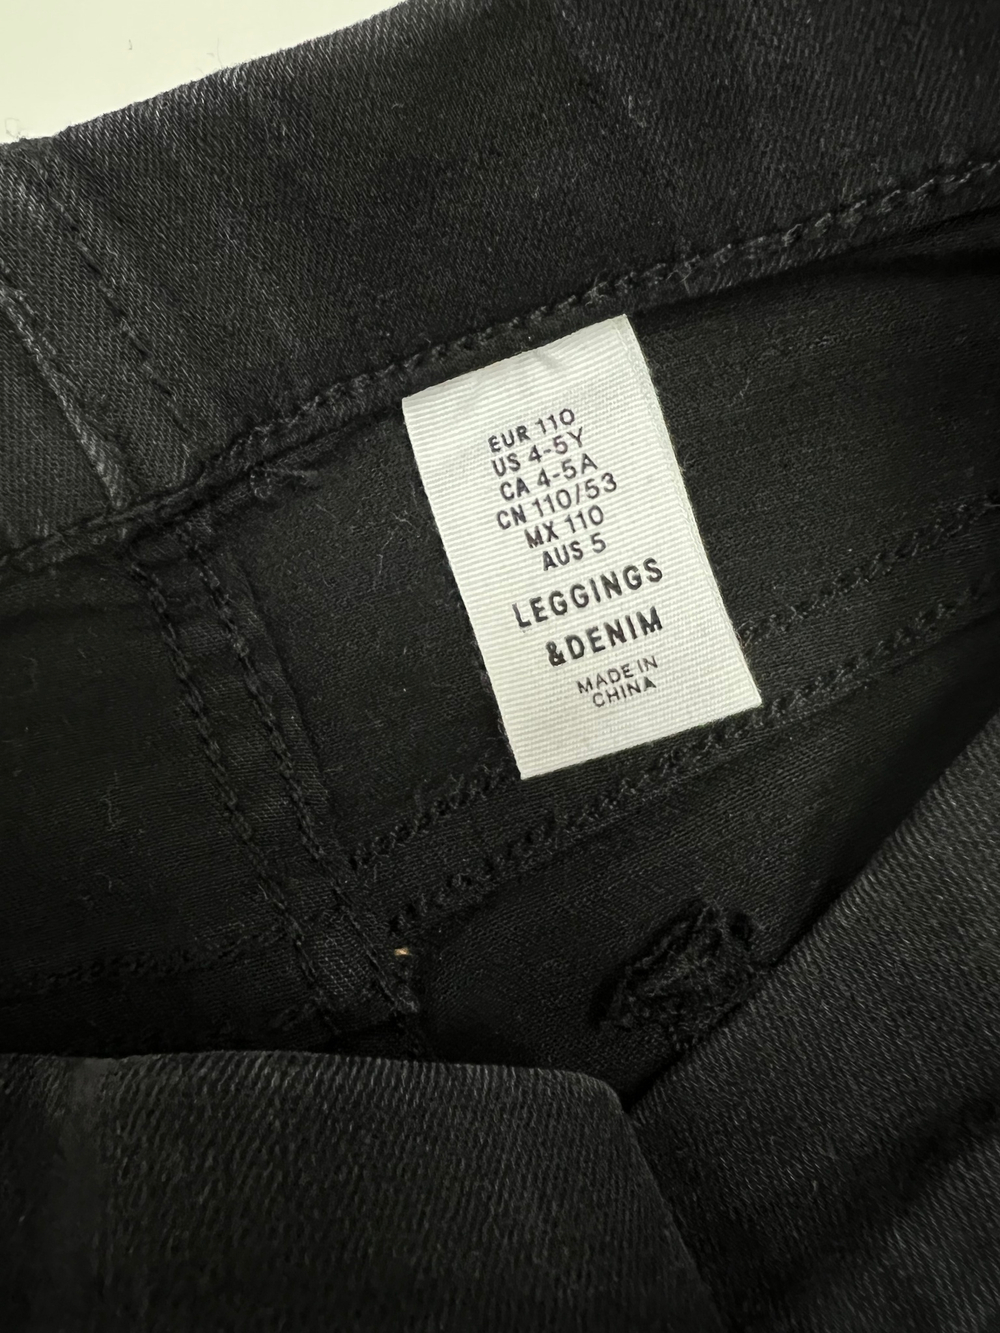 EUR 110
US 4-5Y
CA 4-5A
CN 110/53
MX 110
AUS 5
LEGGINGS
&DENIM
MADE IN
CHINA